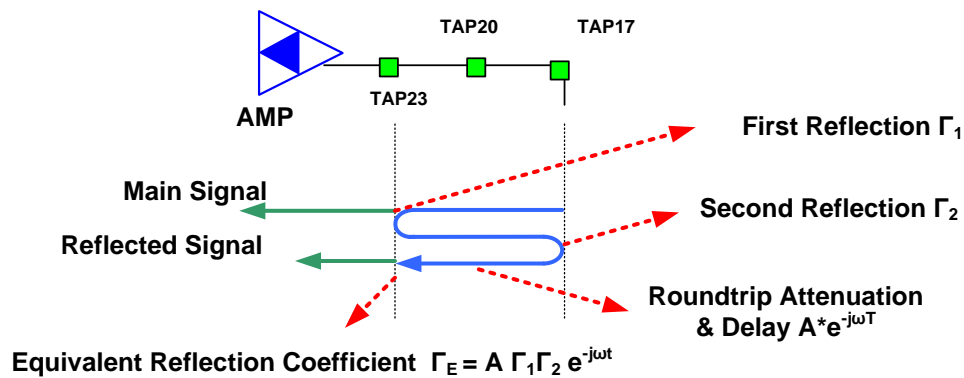 TAP20
TAP17
TAP23
AMP
First Reflection Γ₁
Main Signal
Second Reflection Γ₂
Reflected Signal
Roundtrip Attenuation
& Delay A*e⁻ʲωᵀ
Equivalent Reflection Coefficient Γ_E = A Γ₁Γ₂ e⁻ʲωᵗ